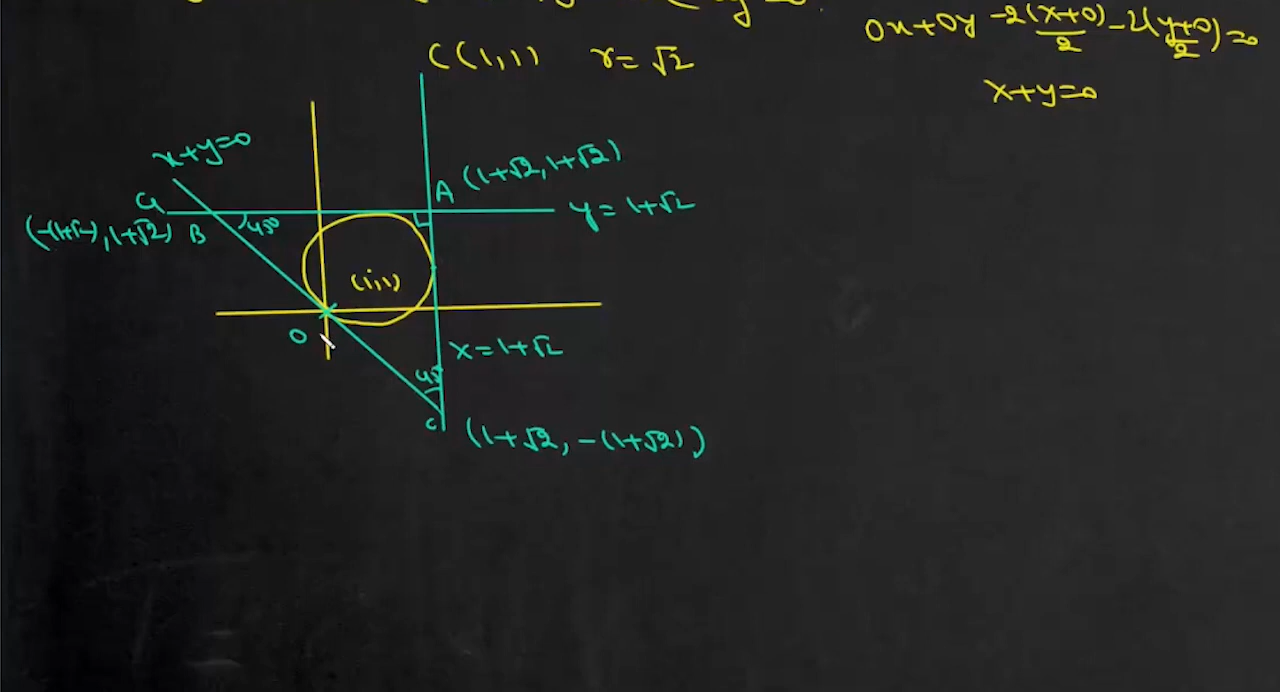 0x+0y -2(x+0)/2 -2(y+0)/2 = 0
C(1,1) r = √2
x+y=0
x+y=0
A (1+√2, 1+√2)
G
y = 1+√2
(-(1+√2), 1+√2) B 45°
(1,1)
O
x = 1+√2
45°
C (1+√2, -(1+√2))